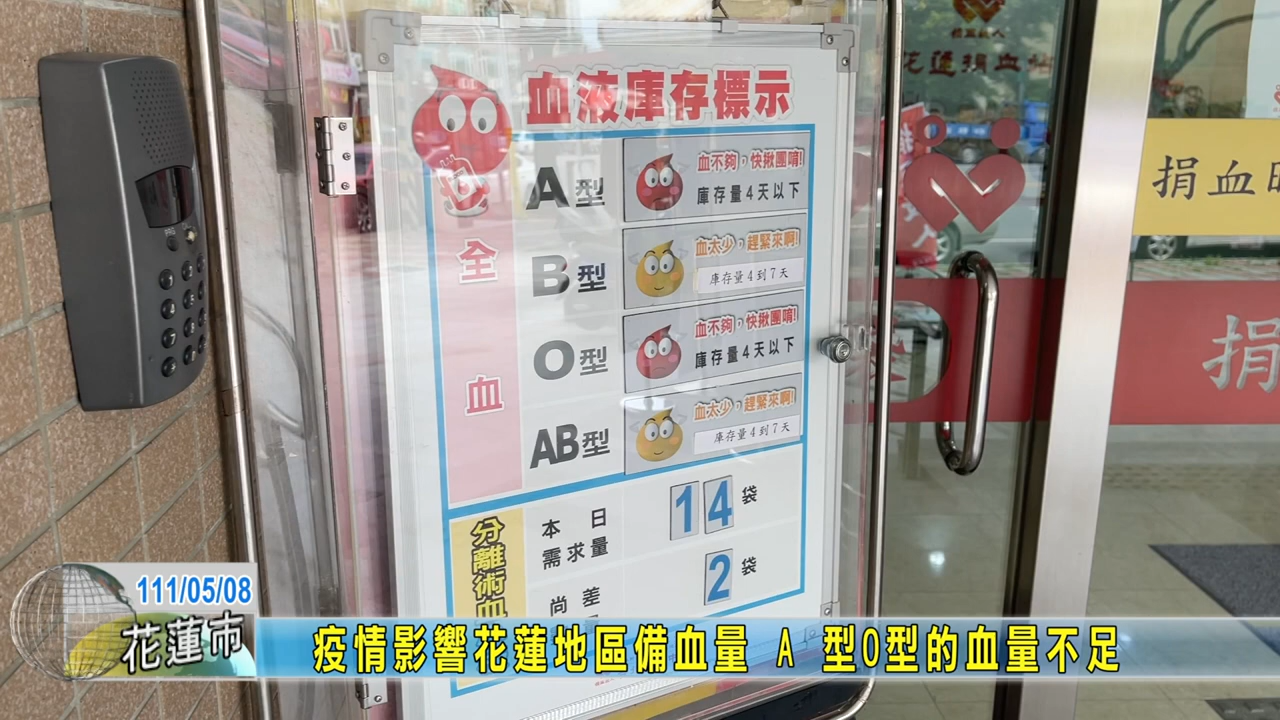 血液庫存標示
全血
A型
血不夠，快揪團唷!
庫存量4天以下
B型
血太少，趕緊來啊!
庫存量4到7天
O型
血不夠，快揪團唷!
庫存量4天以下
AB型
血太少，趕緊來啊!
庫存量4到7天
分離術血
本日
需求量
14袋
尚差
2袋
花蓮捐血站
捐血
捐
111/05/08
花蓮市
疫情影響花蓮地區備血量 A 型O型的血量不足